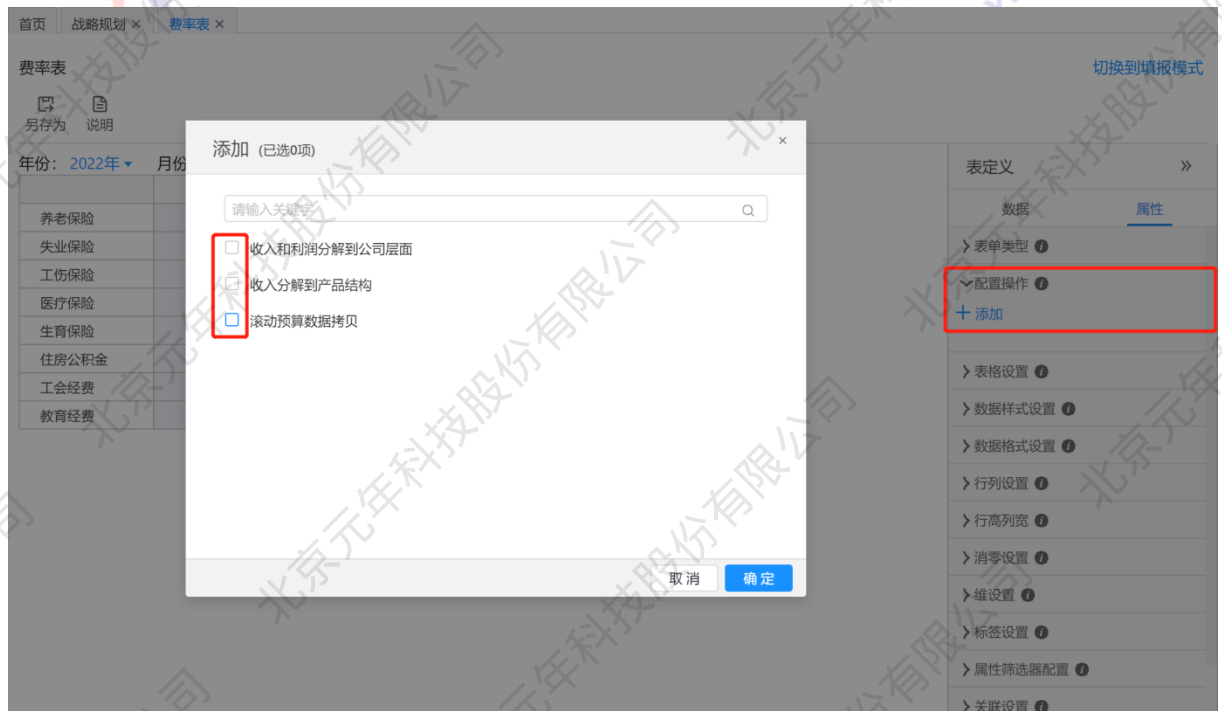 首页 战略规划 × 费率表 ×
费率表
切换到填报模式
另存为 说明
年份： 2022年 月份
养老保险
失业保险
工伤保险
医疗保险
生育保险
住房公积金
工会经费
教育经费
添加 (已选0项) ×
请输入关键字
收入和利润分解到公司层面
收入分解到产品结构
滚动预算数据拷贝
取消 确定
表定义 »
数据 属性
表单类型
配置操作
+ 添加
表格设置
数据样式设置
数据格式设置
行列设置
行高列宽
消零设置
维设置
标签设置
属性筛选器配置
关联设置
北京元年科技股份有限公司